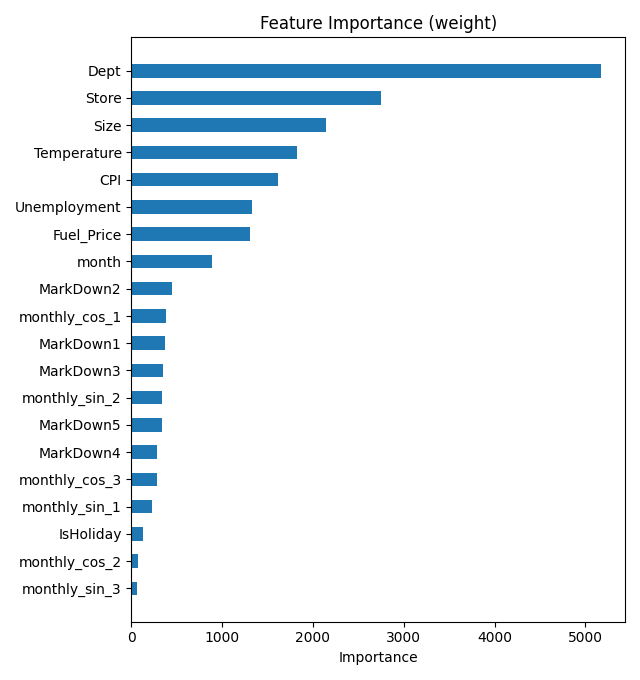 Feature Importance (weight)
Dept
Store
Size
Temperature
CPI
Unemployment
Fuel_Price
month
MarkDown2
monthly_cos_1
MarkDown1
MarkDown3
monthly_sin_2
MarkDown5
MarkDown4
monthly_cos_3
monthly_sin_1
IsHoliday
monthly_cos_2
monthly_sin_3
0 1000 2000 3000 4000 5000
Importance